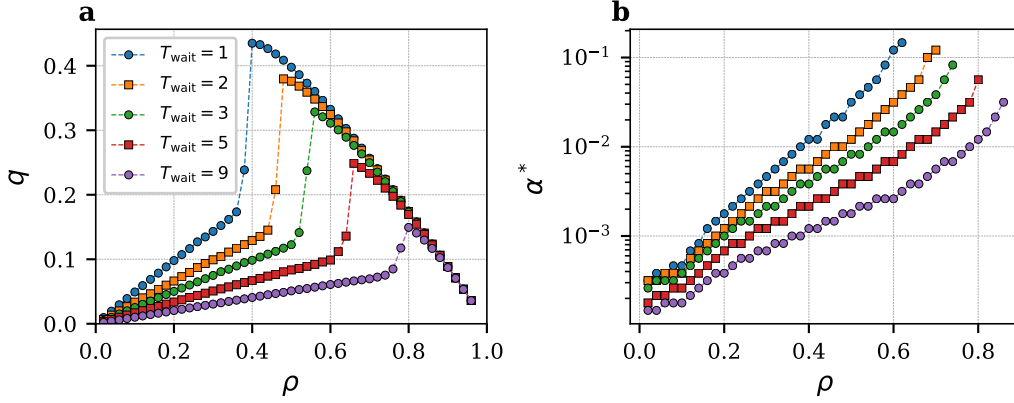 a
q
0.0
0.1
0.2
0.3
0.4
T_wait = 1
T_wait = 2
T_wait = 3
T_wait = 5
T_wait = 9
0.0 0.2 0.4 0.6 0.8 1.0
ρ
b
α*
10⁻¹
10⁻²
10⁻³
0.0 0.2 0.4 0.6 0.8
ρ